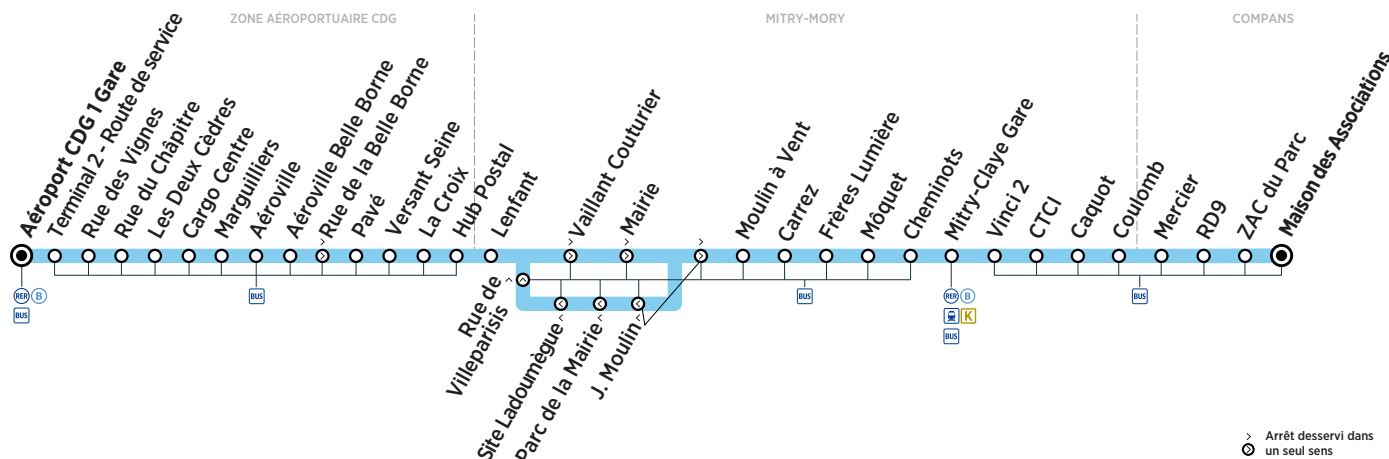 ZONE AÉROPORTUAIRE CDG
MITRY-MORY
COMPANS
Aéroport CDG 1 Gare
Terminal 2 - Route de service
Rue des Vignes
Rue du Chapître
Les Deux Cèdres
Cargo Centre
Marguilliers
Aéroville
Aéroville Belle Borne
Rue de la Belle Borne
Pavé
Versant Seine
La Croix
Hub Postal
Lenfant
Vaillant Couturier
Mairie
Moulin à Vent
Carrez
Frères Lumière
Môquet
Cheminots
Mitry-Claye Gare
Vinci 2
CTCI
Caquot
Coulomb
Mercier
RD9
ZAC du Parc
Maison des Associations
RER B
BUS
BUS
Rue de
Villeparisis
Site Ladoumègue
Parc de la Mairie
J. Moulin
BUS
RER B
K
BUS
BUS
Arrêt desservi dans
un seul sens